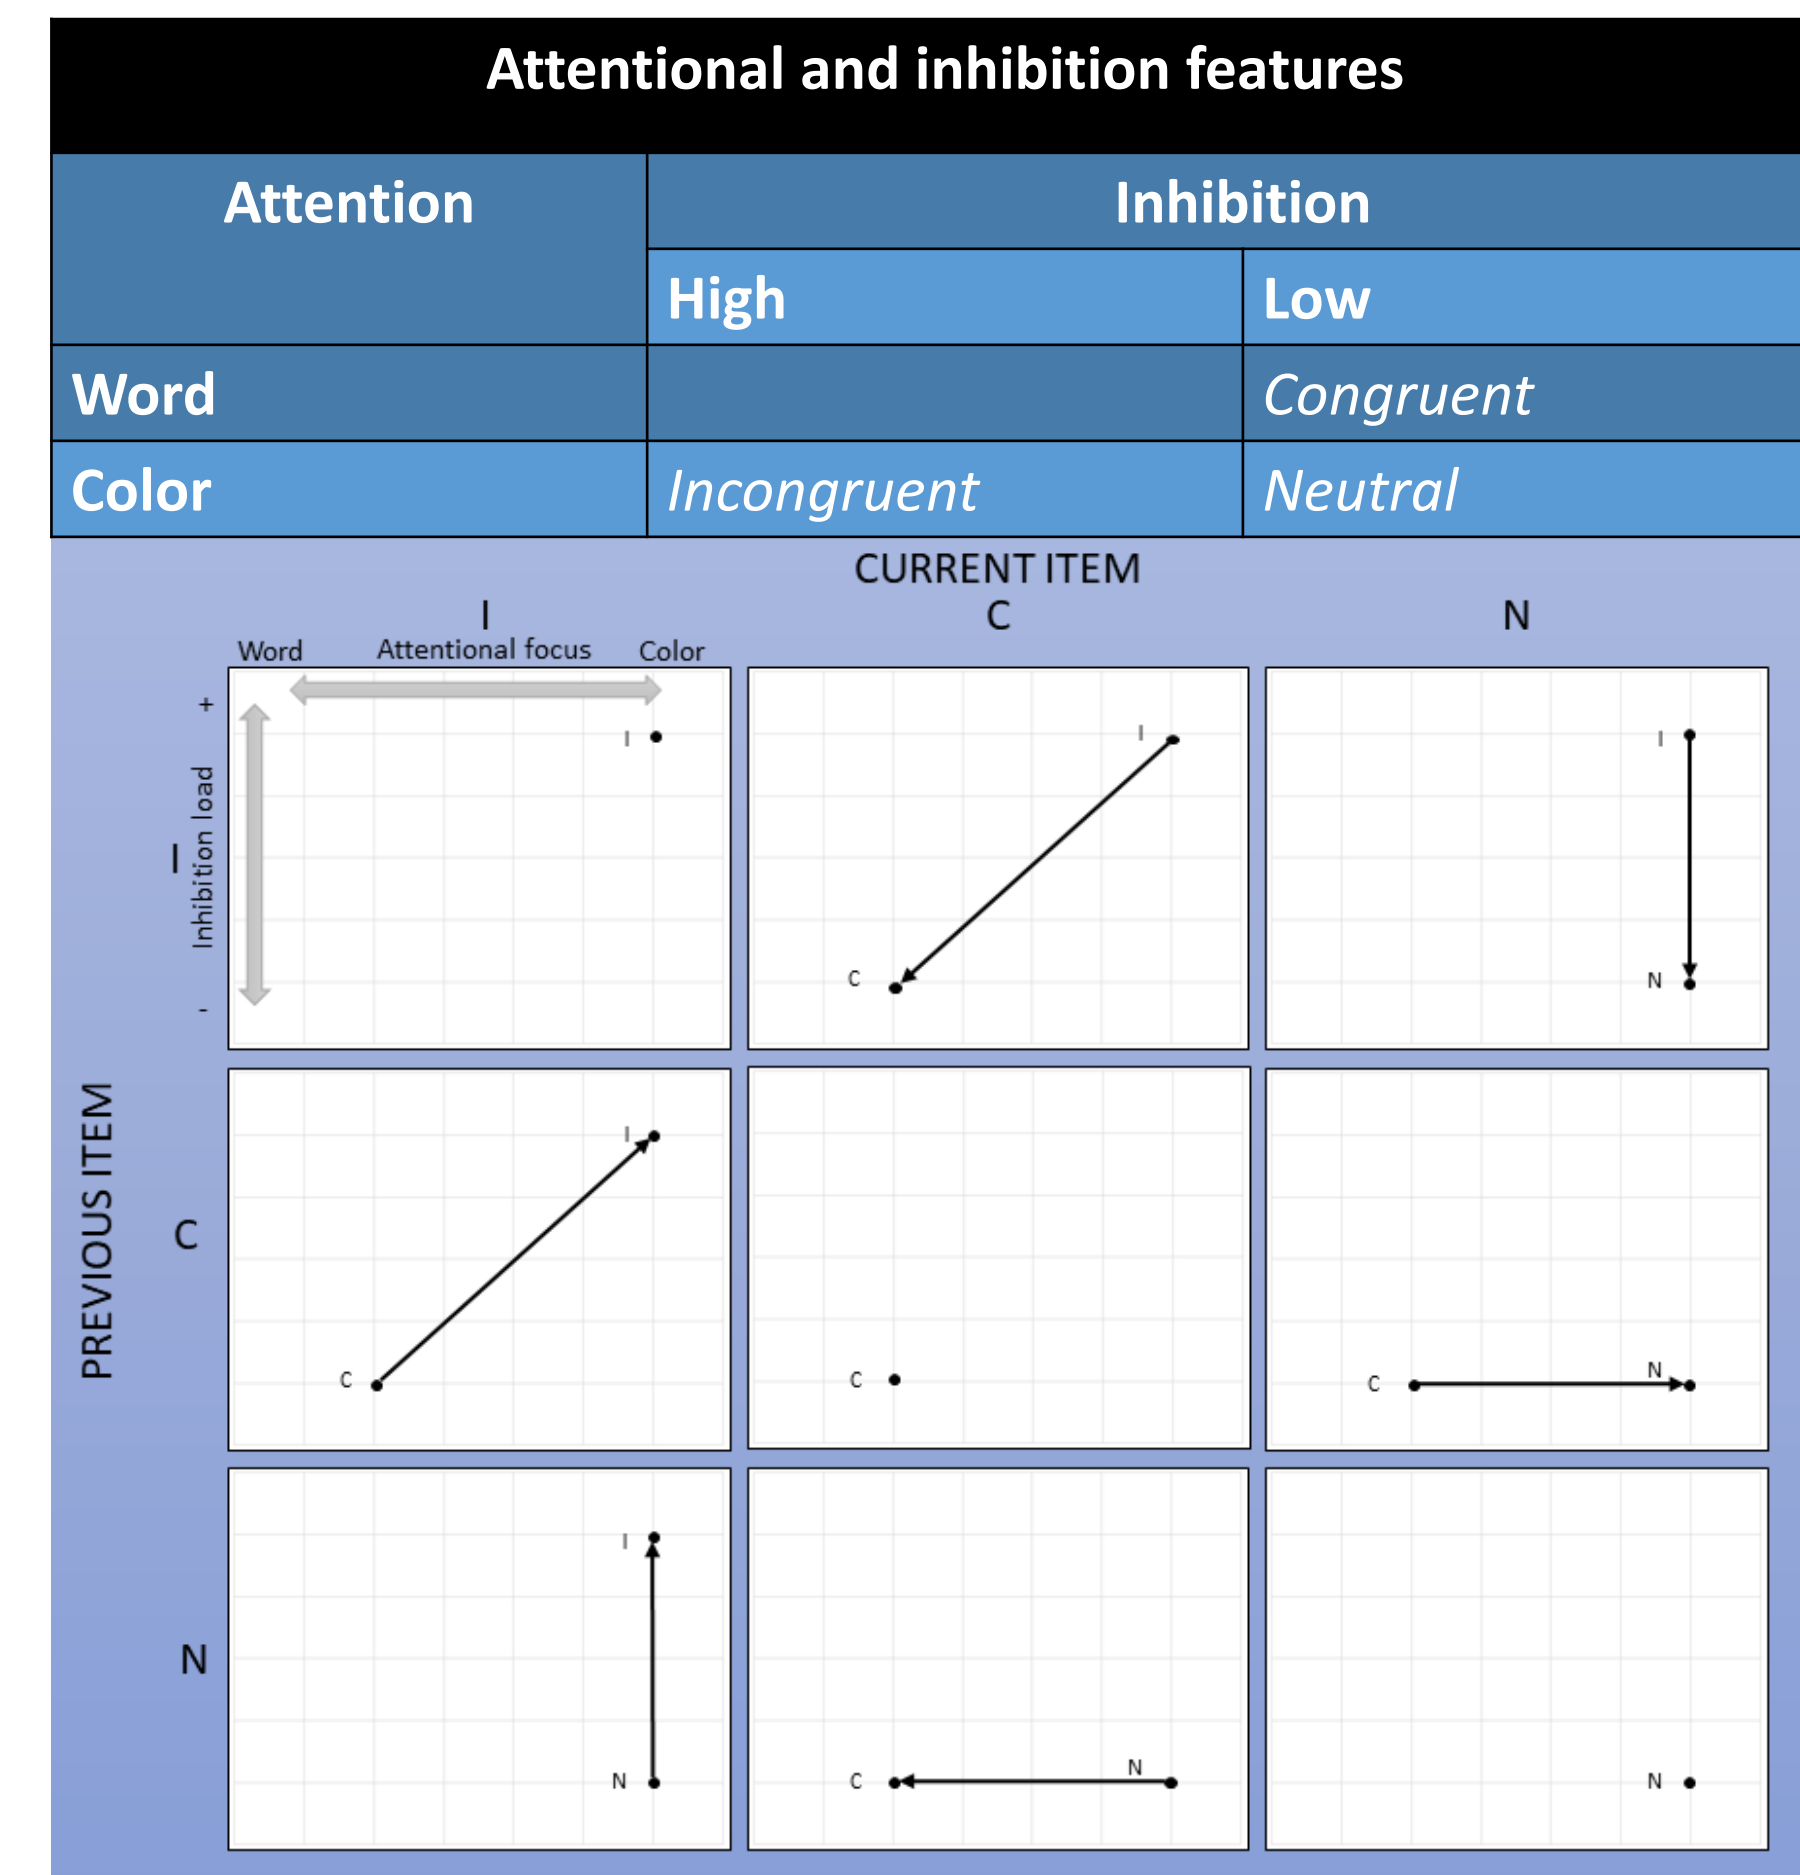 Attentional and inhibition features
Attention
Inhibition
High
Low
Word
Congruent
Color
Incongruent
Neutral
CURRENT ITEM
I
C
N
Word
Attentional focus
Color
+
Inhibition load
-
PREVIOUS ITEM
I
I
I
C
I
N
C
I
C
C
C
N
N
I
N
C
N
N